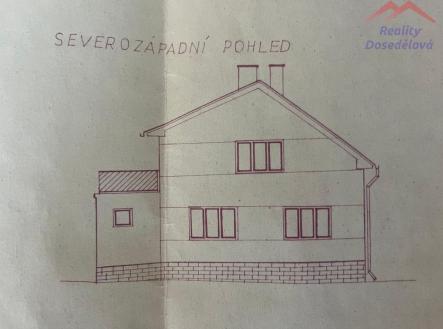 SEVEROZÁPADNÍ POHLED
Reality
Dosedělová